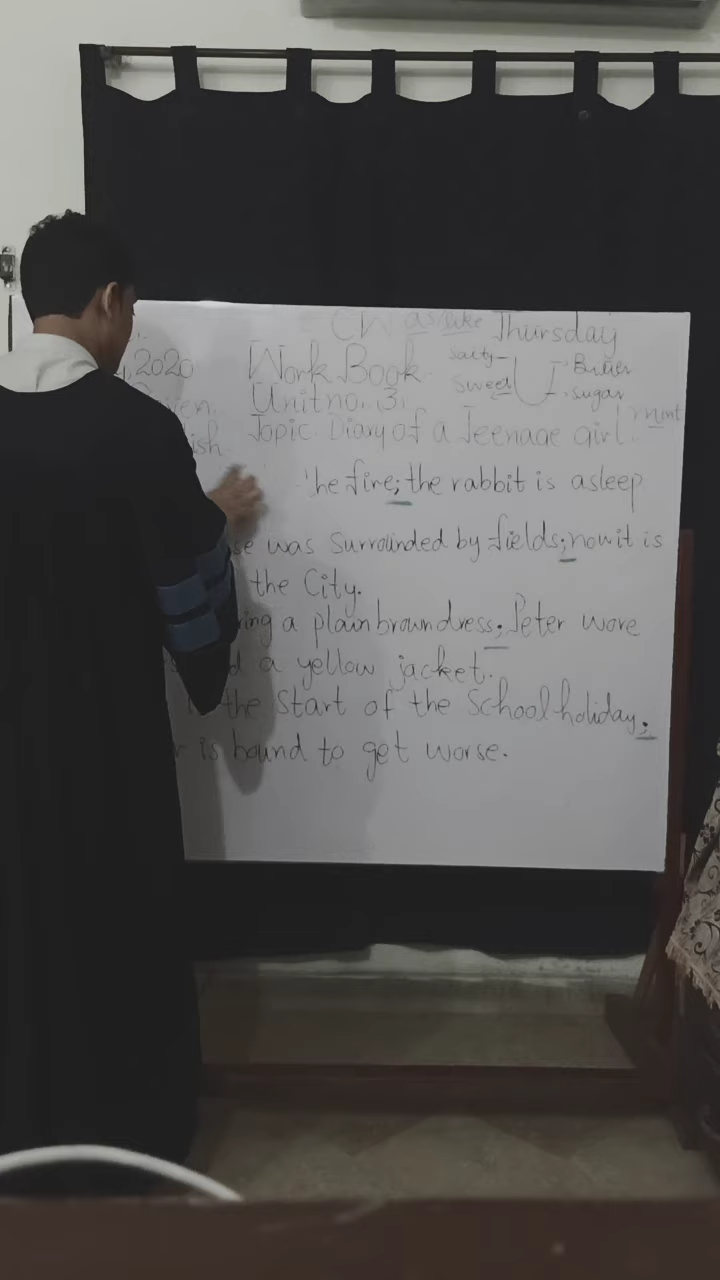 CW as/like Thursday
2020 Work Book. Salty- Butter
Sweet sugar
Unit no. 3. mint
Topic. Diary of a Teenage girl.
the fire; the rabbit is asleep
was surrounded by fields; now it is
the City.
a plain brown dress; Peter wore
a yellow jacket.
the Start of the School holiday;
is bound to get worse.